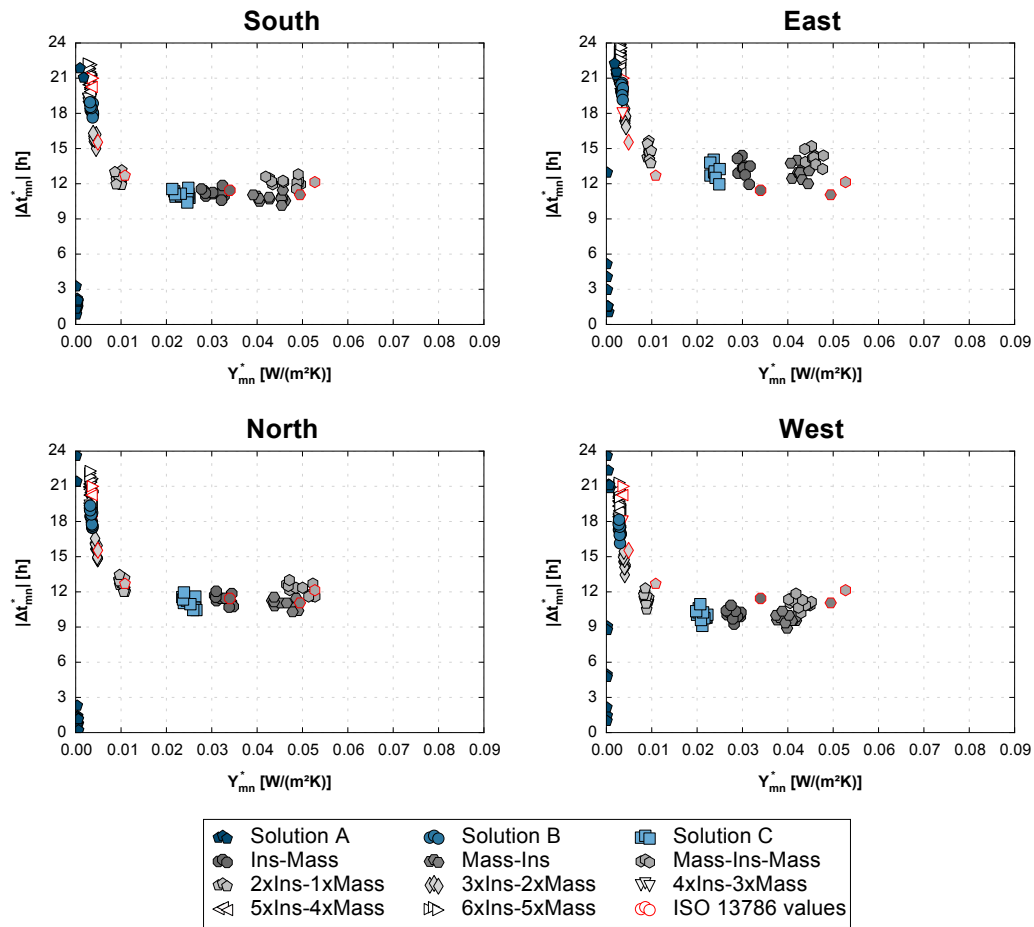 South
East
24
21
18
15
12
9
6
3
0
|Δt*mn| [h]
0.00 0.01 0.02 0.03 0.04 0.05 0.06 0.07 0.08 0.09
Y*mn [W/(m²K)]
24
21
18
15
12
9
6
3
0
|Δt*mn| [h]
0.00 0.01 0.02 0.03 0.04 0.05 0.06 0.07 0.08 0.09
Y*mn [W/(m²K)]
North
West
24
21
18
15
12
9
6
3
0
|Δt*mn| [h]
0.00 0.01 0.02 0.03 0.04 0.05 0.06 0.07 0.08 0.09
Y*mn [W/(m²K)]
24
21
18
15
12
9
6
3
0
|Δt*mn| [h]
0.00 0.01 0.02 0.03 0.04 0.05 0.06 0.07 0.08 0.09
Y*mn [W/(m²K)]
Solution A Solution B Solution C
Ins-Mass Mass-Ins Mass-Ins-Mass
2xIns-1xMass 3xIns-2xMass 4xIns-3xMass
5xIns-4xMass 6xIns-5xMass ISO 13786 values